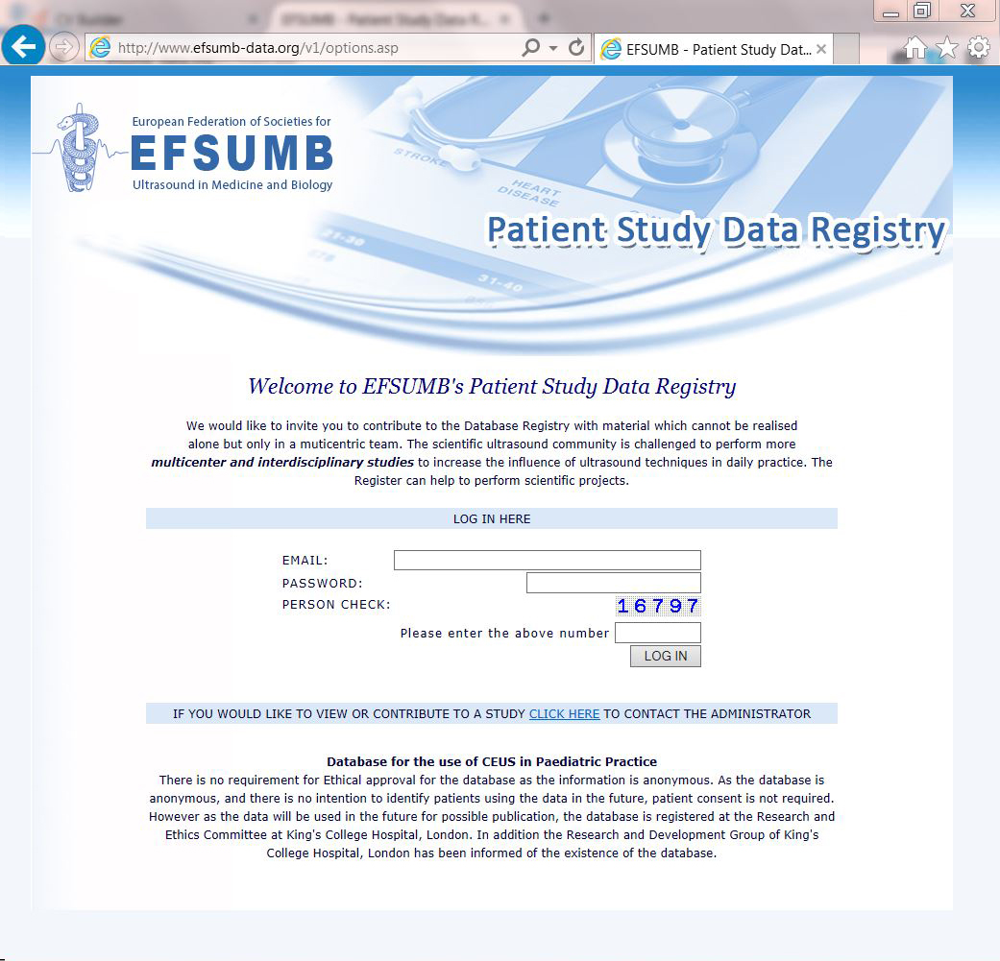 CV Builder
EFSUMB - Patient Study Data R...
http://www.efsumb-data.org/v1/options.asp
EFSUMB - Patient Study Dat...
European Federation of Societies for
EFSUMB
Ultrasound in Medicine and Biology
STROKE
HEART
DISEASE
Patient Study Data Registry
21-30
31-40
Welcome to EFSUMB's Patient Study Data Registry
We would like to invite you to contribute to the Database Registry with material which cannot be realised
alone but only in a muticentric team. The scientific ultrasound community is challenged to perform more
multicenter and interdisciplinary studies to increase the influence of ultrasound techniques in daily practice. The
Register can help to perform scientific projects.
LOG IN HERE
EMAIL:
PASSWORD:
PERSON CHECK:
16797
Please enter the above number
LOG IN
IF YOU WOULD LIKE TO VIEW OR CONTRIBUTE TO A STUDY CLICK HERE TO CONTACT THE ADMINISTRATOR
Database for the use of CEUS in Paediatric Practice
There is no requirement for Ethical approval for the database as the information is anonymous. As the database is
anonymous, and there is no intention to identify patients using the data in the future, patient consent is not required.
However as the data will be used in the future for possible publication, the database is registered at the Research and
Ethics Committee at King's College Hospital, London. In addition the Research and Development Group of King's
College Hospital, London has been informed of the existence of the database.